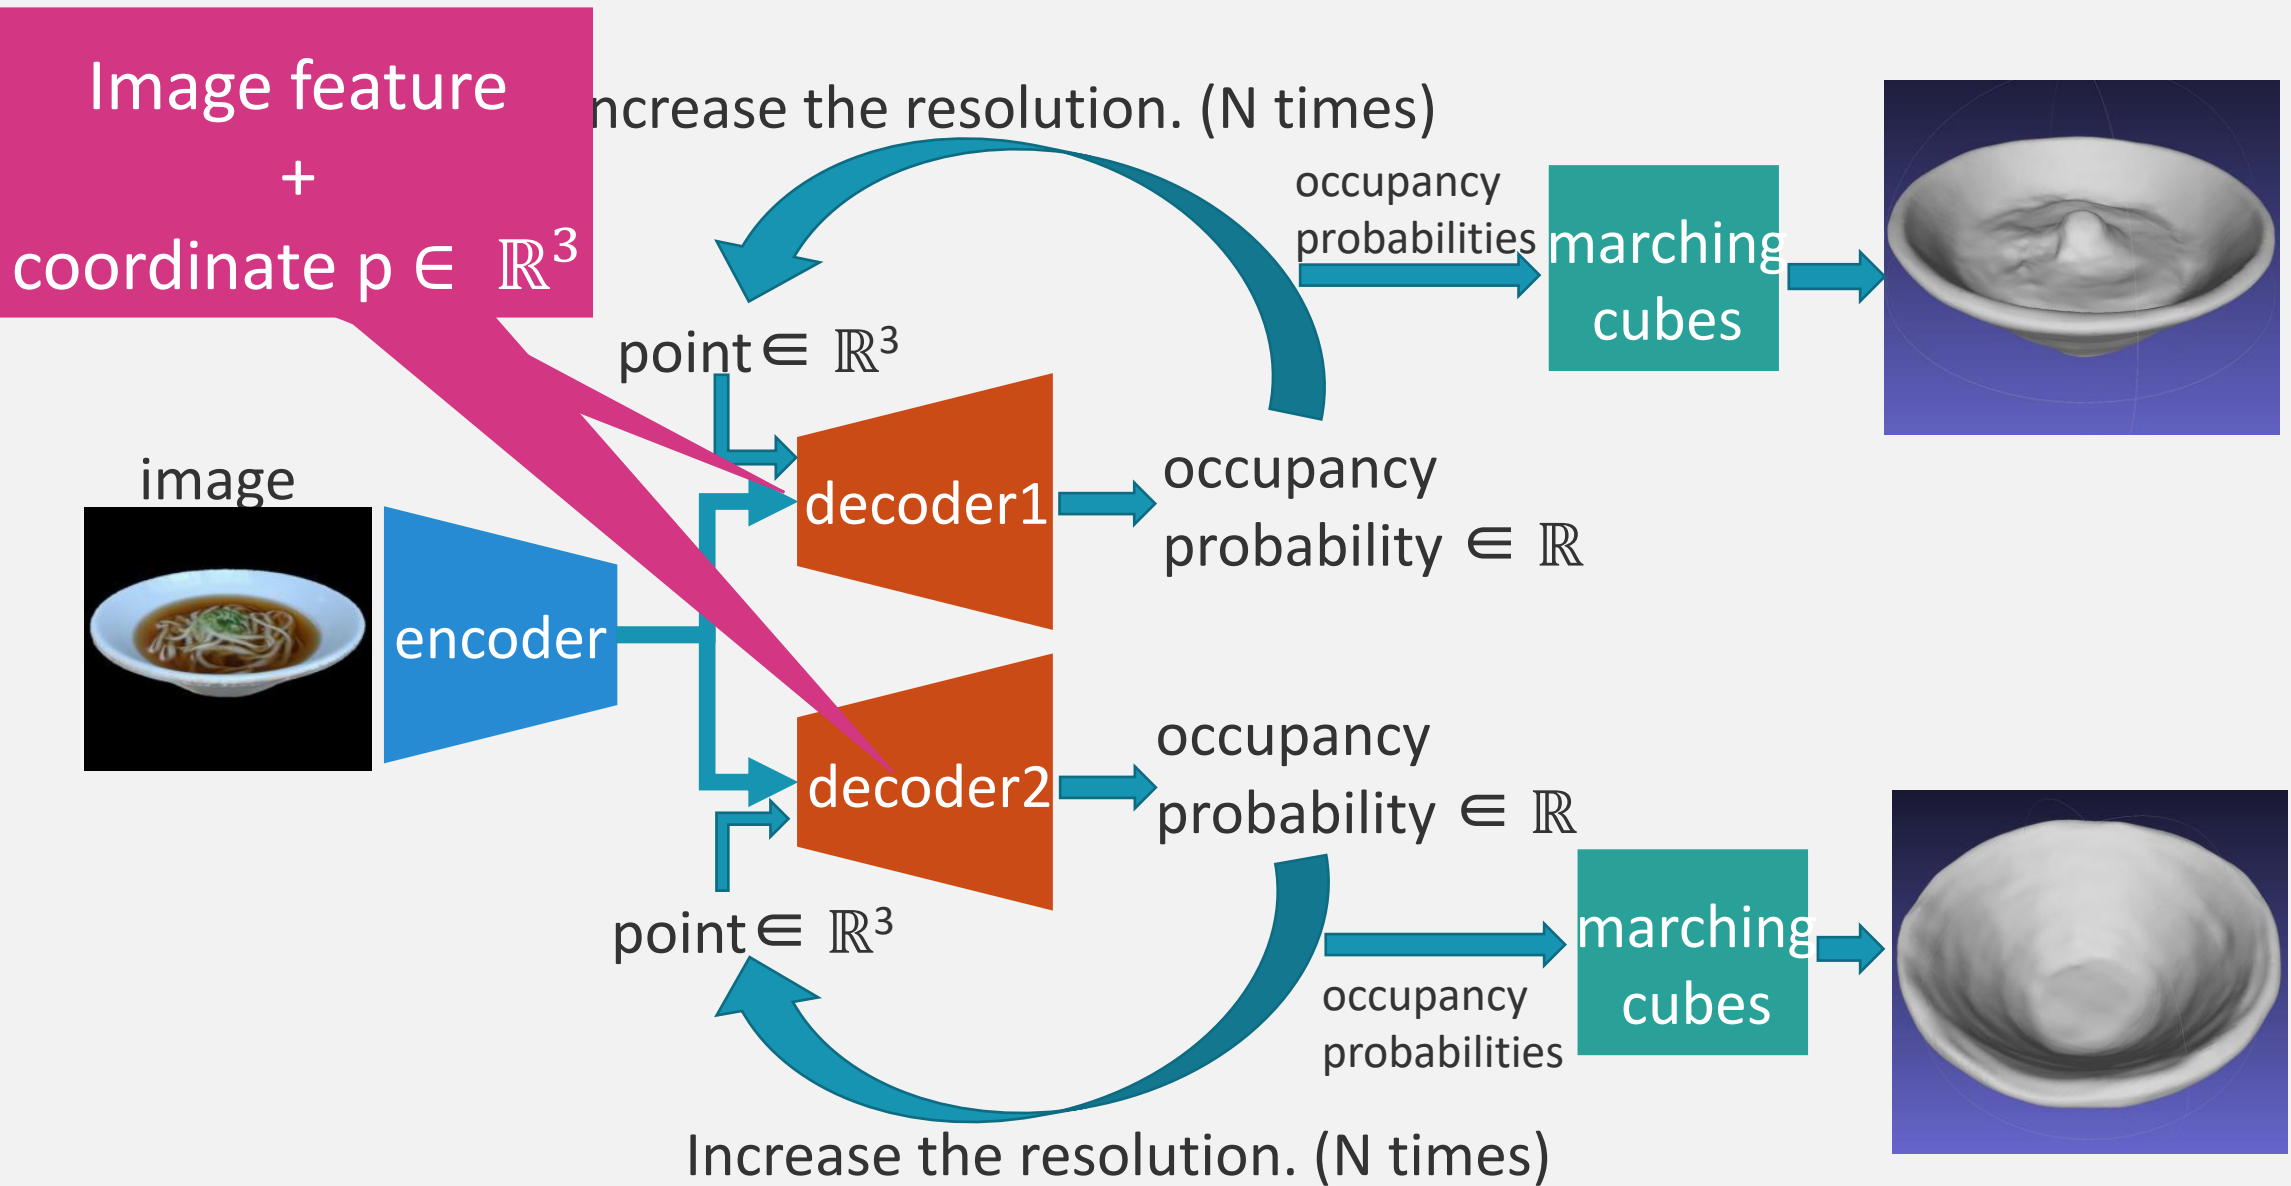 Image feature
+
coordinate p ∈ ℝ³
ncrease the resolution. (N times)
occupancy
probabilities
marching
cubes
point ∈ ℝ³
image
encoder
decoder1
occupancy
probability ∈ ℝ
decoder2
occupancy
probability ∈ ℝ
point ∈ ℝ³
occupancy
probabilities
marching
cubes
Increase the resolution. (N times)